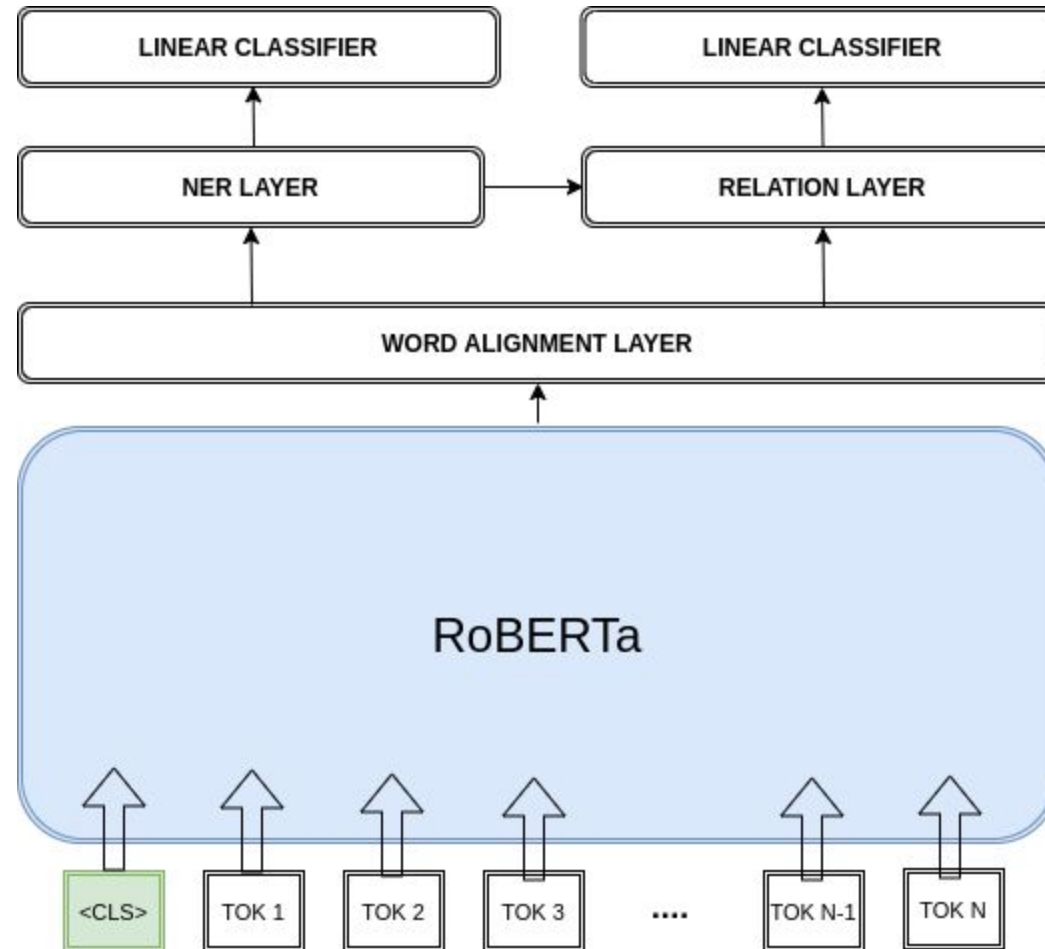 LINEAR CLASSIFIER LINEAR CLASSIFIER
NER LAYER RELATION LAYER
WORD ALIGNMENT LAYER
RoBERTa
<CLS> TOK 1 TOK 2 TOK 3 .... TOK N-1 TOK N